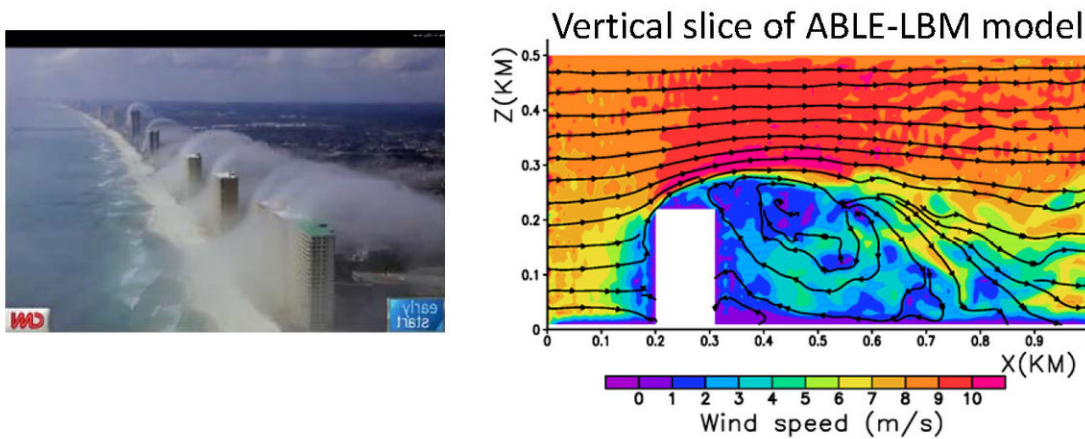 CNN
early
start
Vertical slice of ABLE-LBM model
Z(KM)
0.5
0.4
0.3
0.2
0.1
0
0 0.1 0.2 0.3 0.4 0.5 0.6 0.7 0.8 0.9
X(KM)
0 1 2 3 4 5 6 7 8 9 10
Wind speed (m/s)